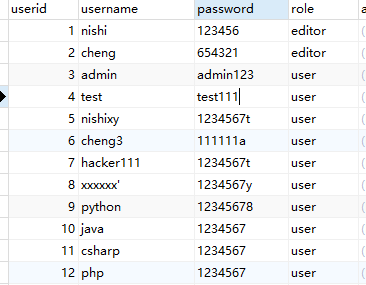 userid username password role
1 nishi 123456 editor
2 cheng 654321 editor
3 admin admin123 user
4 test test111 user
5 nishixy 1234567t user
6 cheng3 111111a user
7 hacker111 1234567t user
8 xxxxxx' 1234567y user
9 python 12345678 user
10 java 1234567 user
11 csharp 1234567 user
12 php 1234567 user